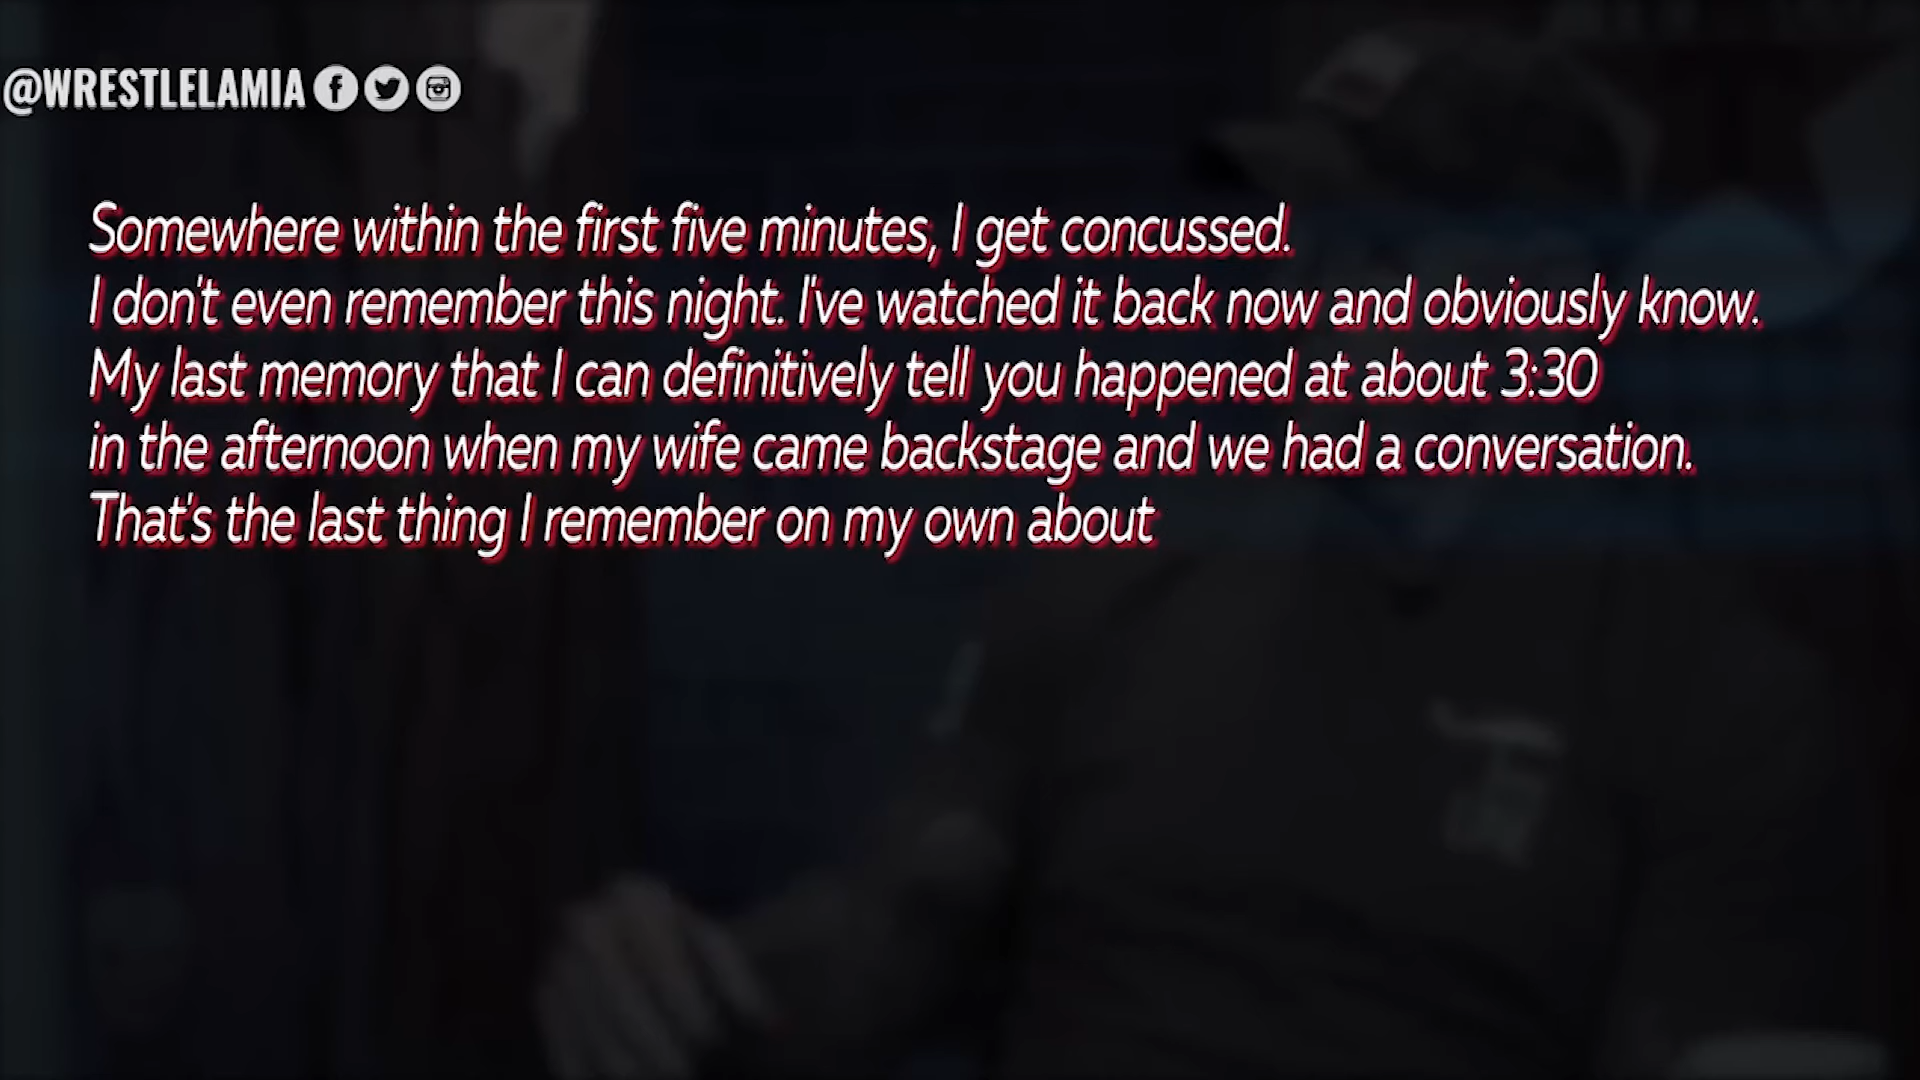 @WRESTLELAMIA
Somewhere within the first five minutes, I get concussed.
I don't even remember this night. I've watched it back now and obviously know.
My last memory that I can definitively tell you happened at about 3:30
in the afternoon when my wife came backstage and we had a conversation.
That's the last thing I remember on my own about